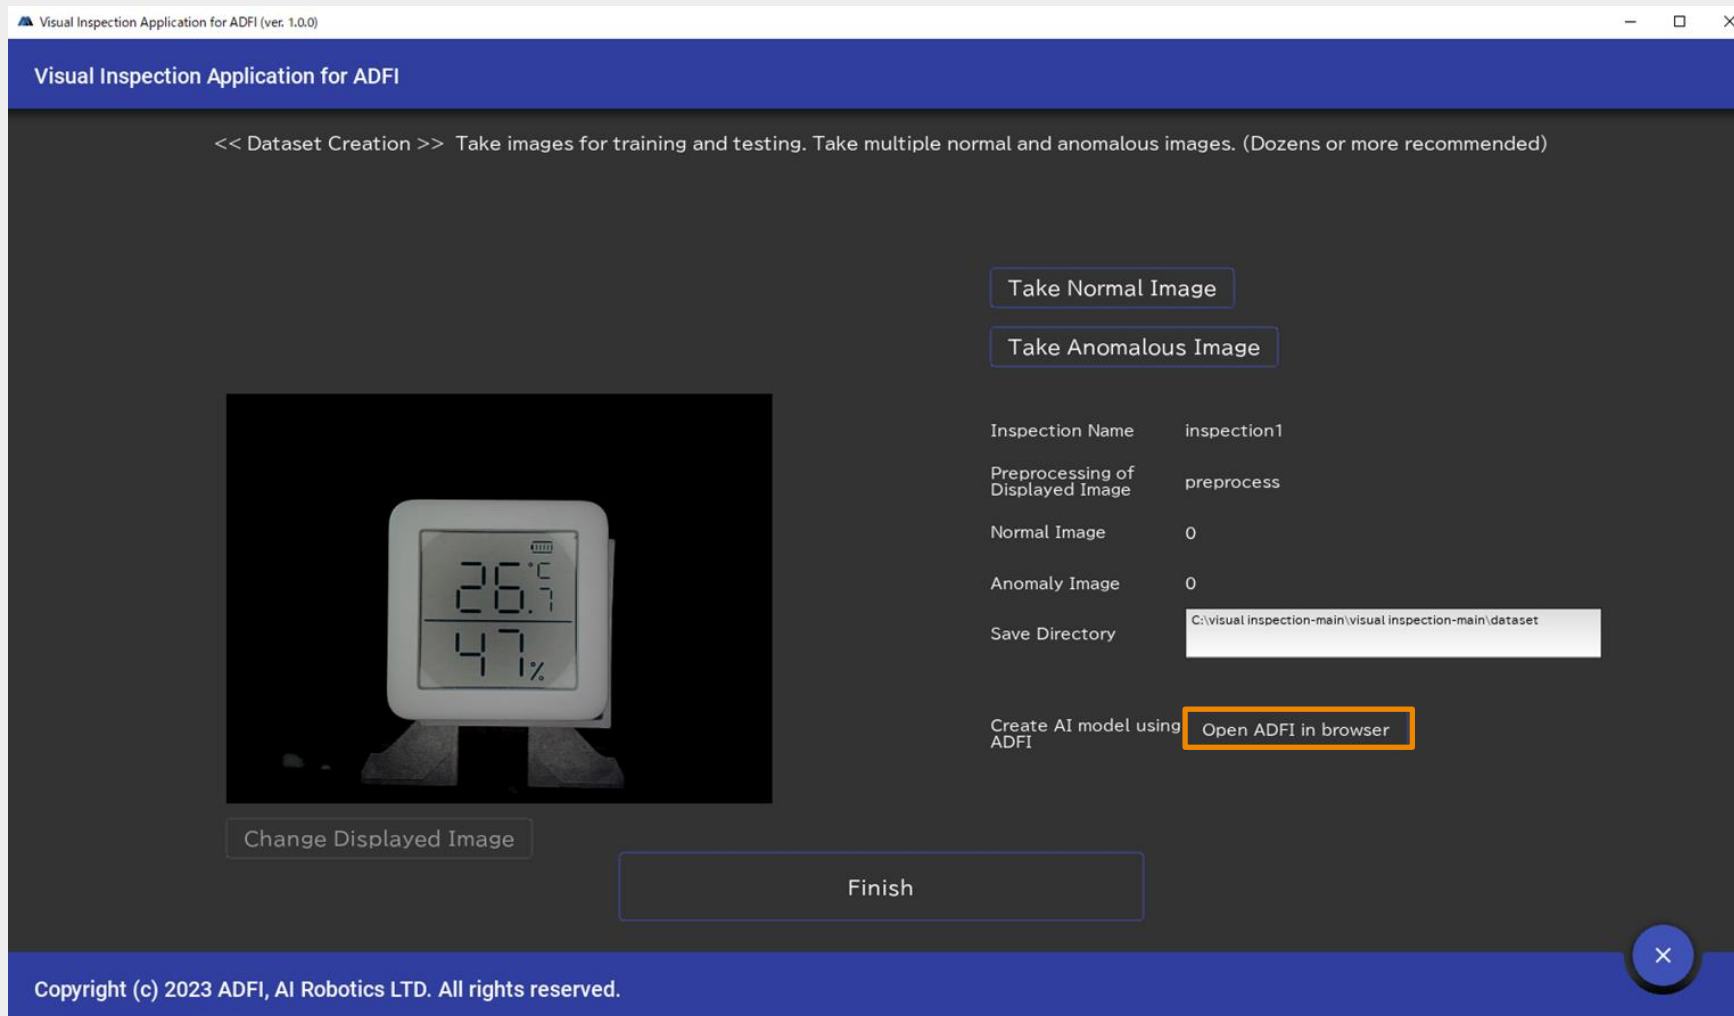 Visual Inspection Application for ADFI (ver. 1.0.0)
Visual Inspection Application for ADFI
<< Dataset Creation >> Take images for training and testing. Take multiple normal and anomalous images. (Dozens or more recommended)
Take Normal Image
Take Anomalous Image
Inspection Name inspection1
Preprocessing of
Displayed Image preprocess
Normal Image 0
Anomaly Image 0
Save Directory C:\visual inspection-main\visual inspection-main\dataset
26.7 °C
47%
Create AI model using
ADFI
Open ADFI in browser
Change Displayed Image
Finish
Copyright (c) 2023 ADFI, AI Robotics LTD. All rights reserved.